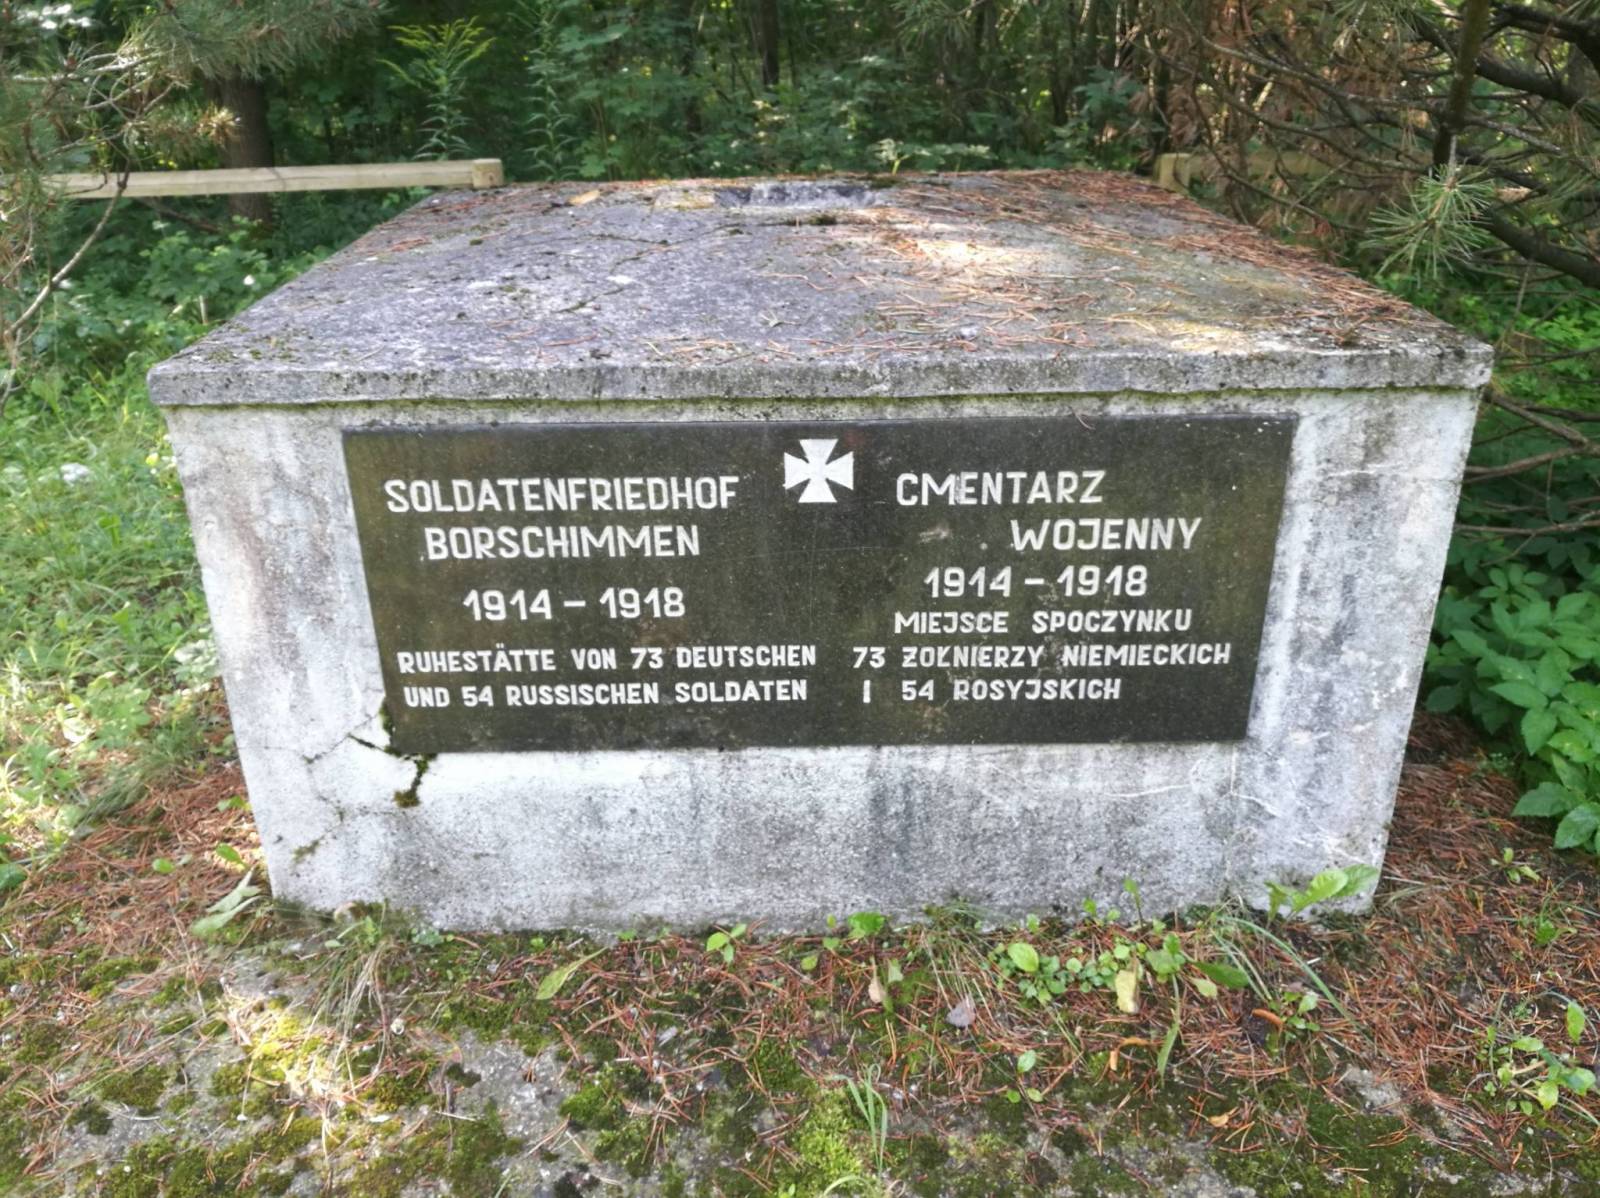 SOLDATENFRIEDHOF
BORSCHIMMEN
1914 – 1918
RUHESTÄTTE VON 73 DEUTSCHEN
UND 54 RUSSISCHEN SOLDATEN
CMENTARZ
WOJENNY
1914 – 1918
MIEJSCE SPOCZYNKU
73 ŻOŁNIERZY NIEMIECKICH
I 54 ROSYJSKICH